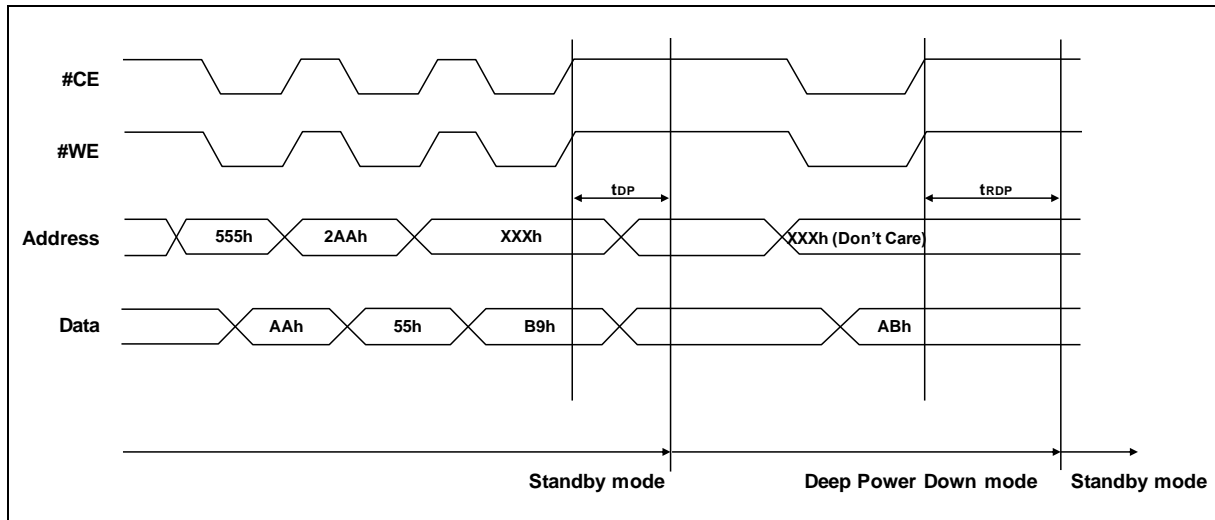 #CE
#WE
tDP
tRDP
Address
555h
2AAh
XXXh
XXXh (Don't Care)
Data
AAh
55h
B9h
ABh
Standby mode
Deep Power Down mode
Standby mode